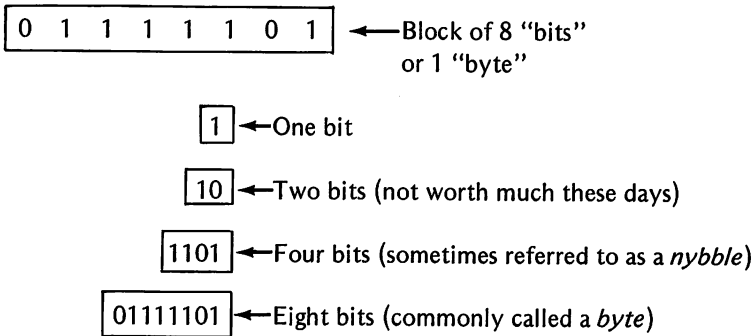 0 1 1 1 1 1 0 1 Block of 8 “bits”
or 1 “byte”
1 One bit
10 Two bits (not worth much these days)
1101 Four bits (sometimes referred to as a nybble)
01111101 Eight bits (commonly called a byte)